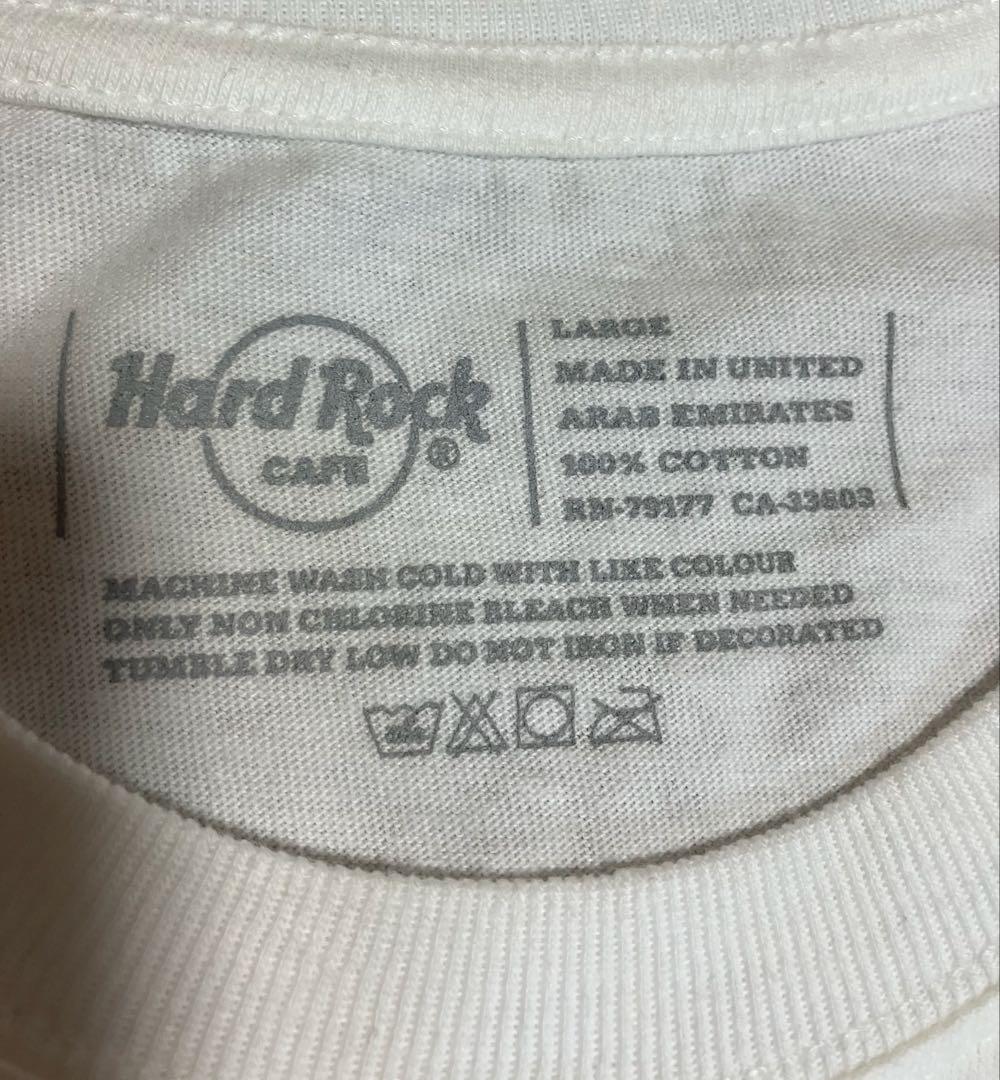 Hard Rock
CAFE
®
LARGE
MADE IN UNITED
ARAB EMIRATES
100% COTTON
RN-79177 CA-33603
MACHINE WASH COLD WITH LIKE COLOUR
ONLY NON CHLORINE BLEACH WHEN NEEDED
TUMBLE DRY LOW DO NOT IRON IF DECORATED